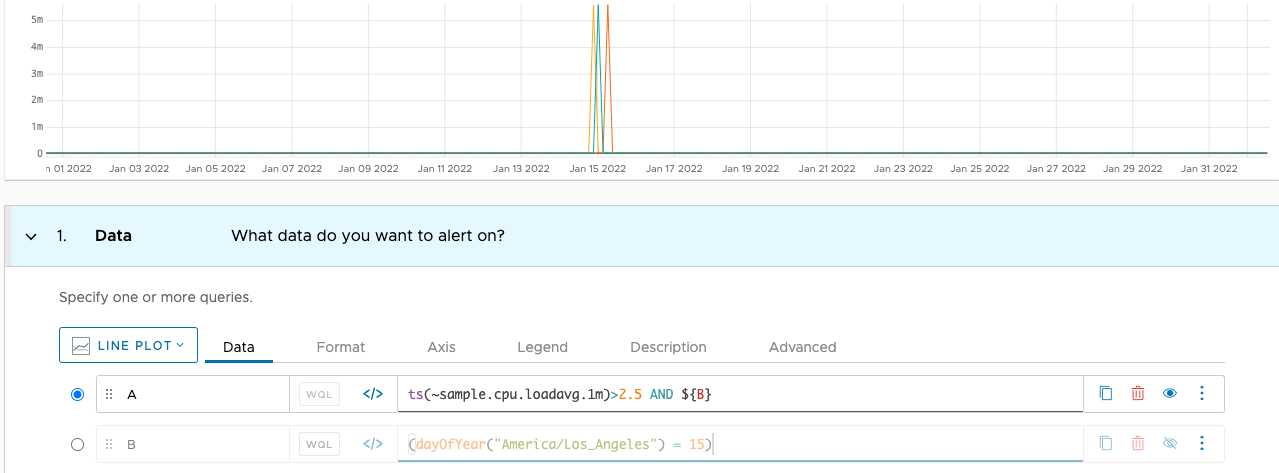 5m
4m
3m
2m
1m
0
n 01 2022 Jan 03 2022 Jan 05 2022 Jan 07 2022 Jan 09 2022 Jan 11 2022 Jan 13 2022 Jan 15 2022 Jan 17 2022 Jan 19 2022 Jan 21 2022 Jan 23 2022 Jan 25 2022 Jan 27 2022 Jan 29 2022 Jan 31 2022
1. Data What data do you want to alert on?
Specify one or more queries.
LINE PLOT Data Format Axis Legend Description Advanced
A WQL </> ts(~sample.cpu.loadavg.1m)>2.5 AND ${B}
B WQL </> (dayOfYear("America/Los_Angeles") = 15)